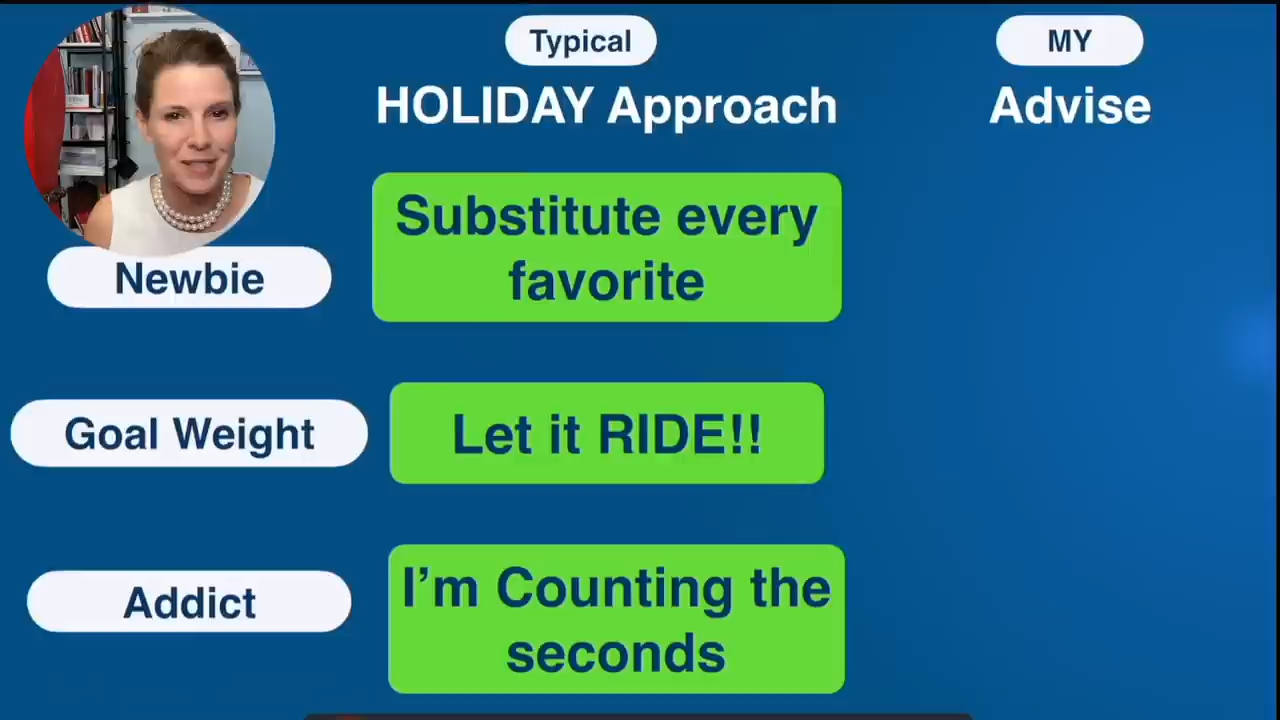 Typical
MY
HOLIDAY Approach
Advise
Newbie
Substitute every
favorite
Goal Weight
Let it RIDE!!
Addict
I'm Counting the
seconds